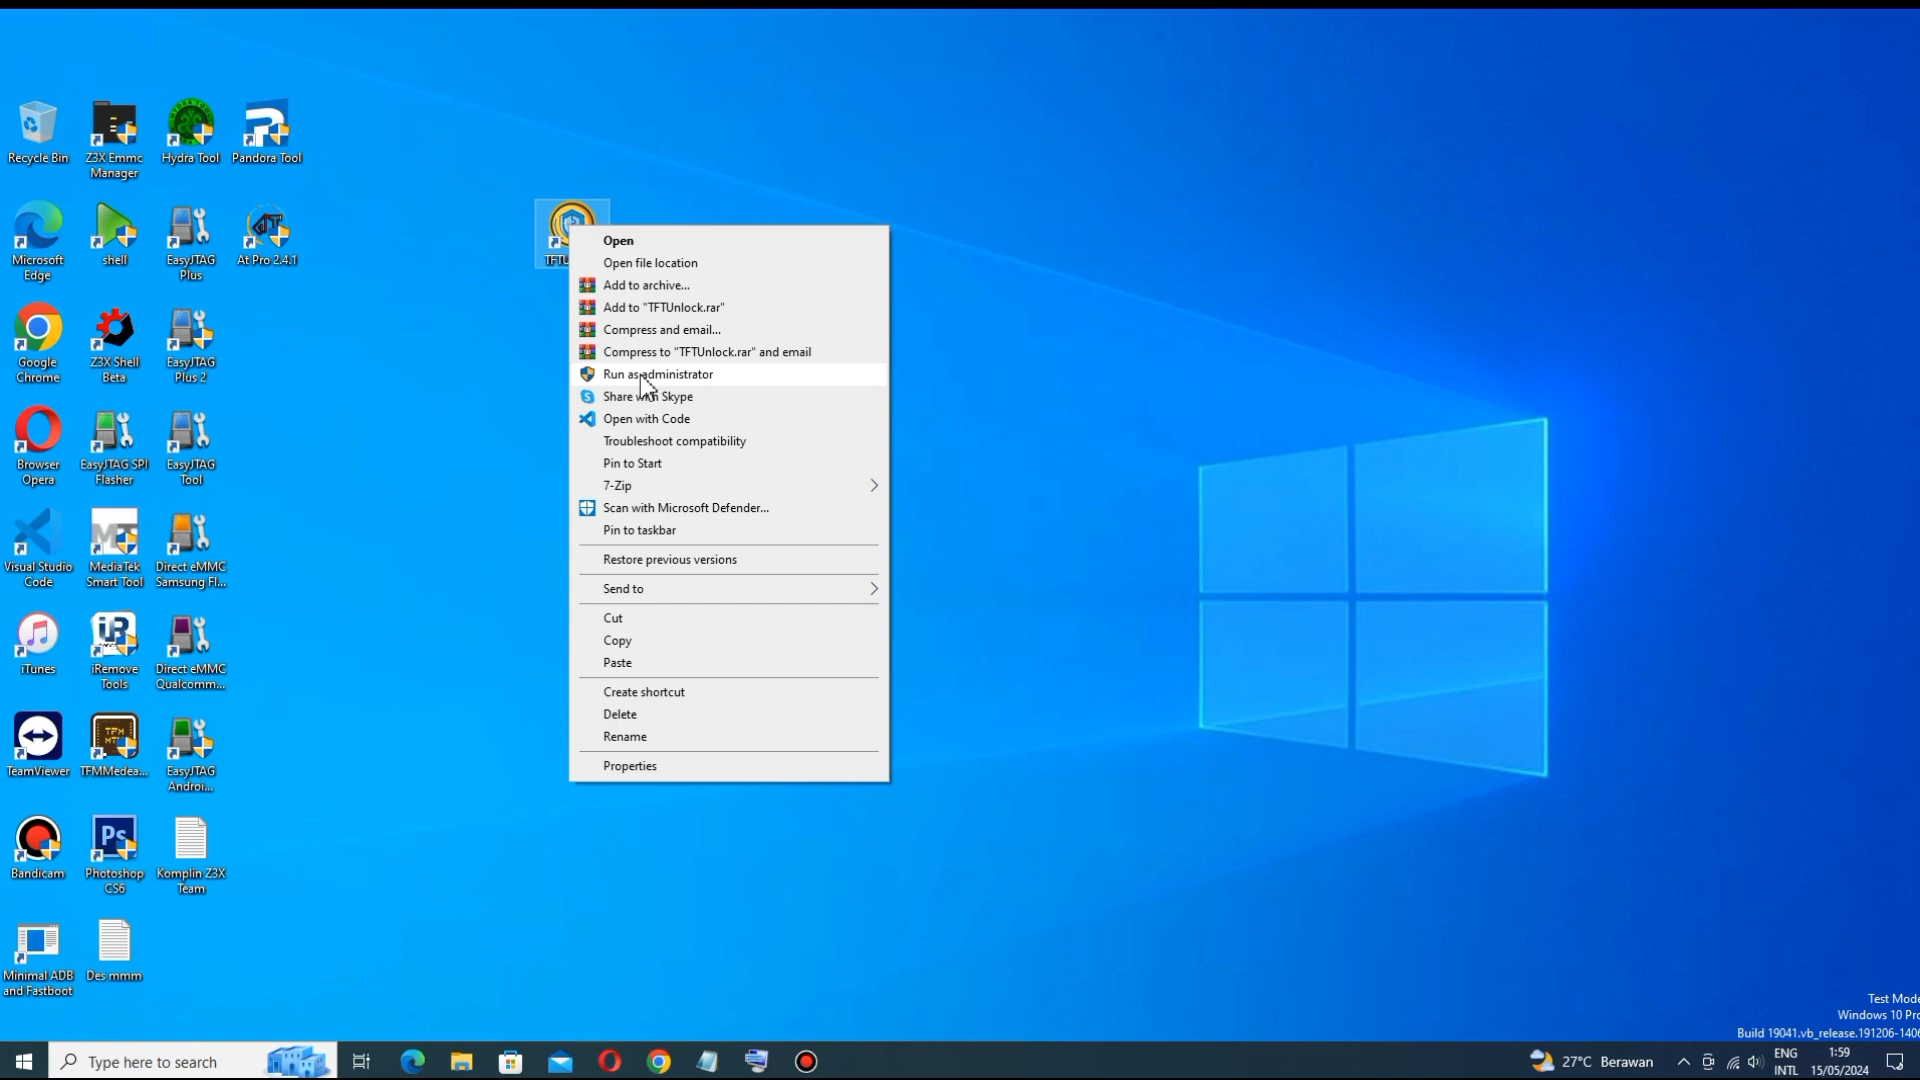 Recycle Bin
Z3X Emmc
Manager
Hydra Tool
Pandora Tool
Microsoft
Edge
shell
EasyJTAG
Plus
At Pro 2.4.1
Google
Chrome
Z3X Shell
Beta
EasyJTAG
Plus 2
Browser
Opera
EasyJTAG SPI
Flasher
EasyJTAG
Tool
Visual Studio
Code
MediaTek
Smart Tool
Direct eMMC
Samsung Fl...
iTunes
iRemove
Tools
Direct eMMC
Qualcomm...
TeamViewer
TFMMedea...
EasyJTAG
Androi...
Bandicam
Photoshop
CS6
Komplin Z3X
Team
Minimal ADB
and Fastboot
Des mmm
Open
Open file location
Add to archive...
Add to "TFTUnlock.rar"
Compress and email...
Compress to "TFTUnlock.rar" and email
Run as administrator
Share with Skype
Open with Code
Troubleshoot compatibility
Pin to Start
7-Zip
Scan with Microsoft Defender...
Pin to taskbar
Restore previous versions
Send to
Cut
Copy
Paste
Create shortcut
Delete
Rename
Properties
Test Mode
Windows 10 Pro
Build 19041.vb_release.191206-1406
Type here to search
27°C Berawan
ENG
INTL
1:59
15/05/2024